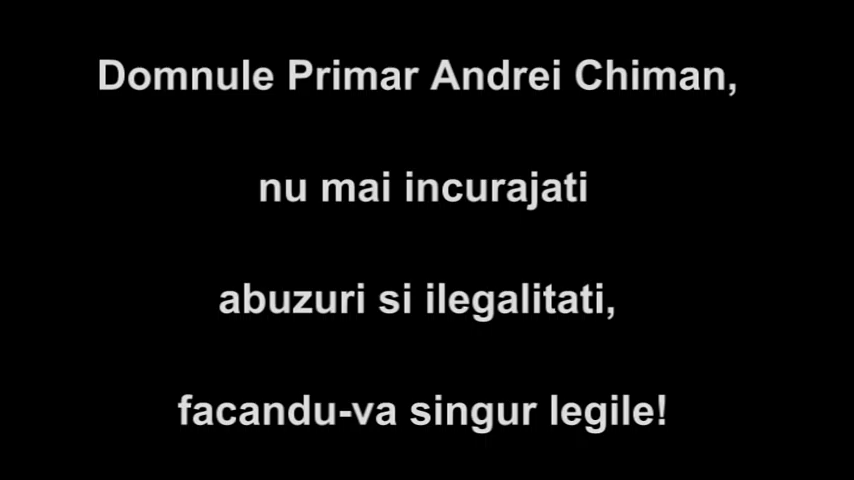 Domnule Primar Andrei Chiman,
nu mai incurajati
abuzuri si ilegalitati,
facandu-va singur legile!